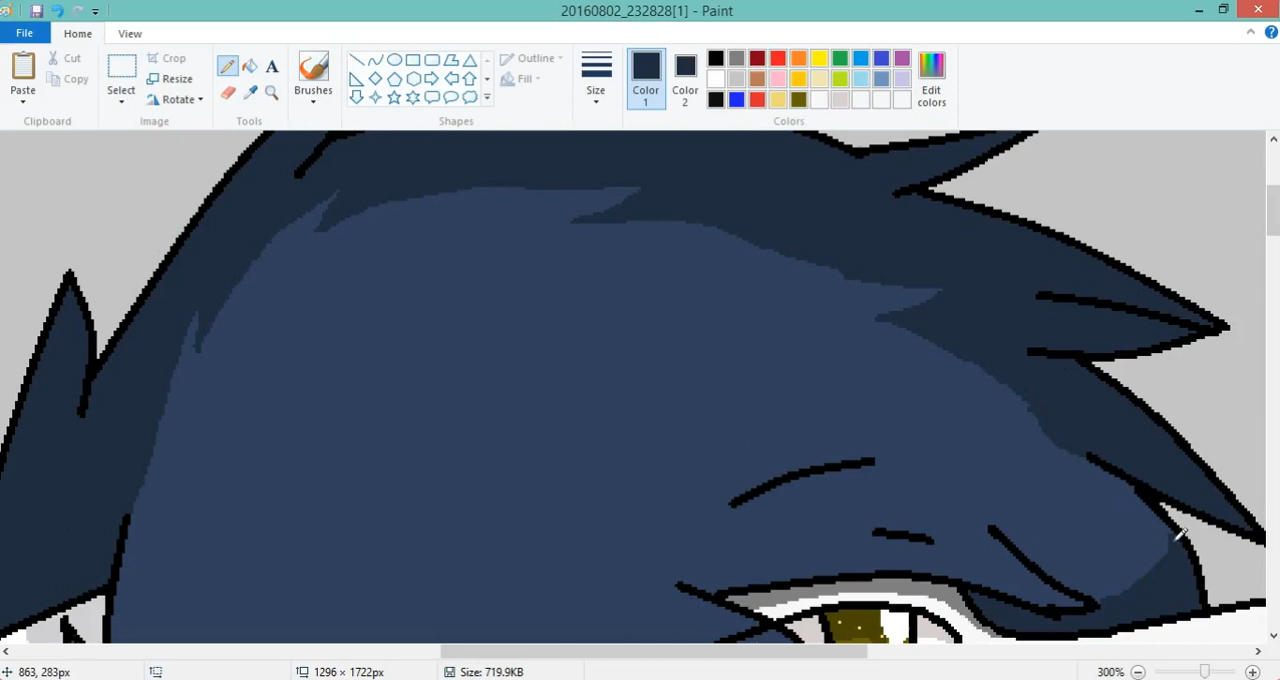 20160802_232828[1] - Paint
File Home View
Paste Cut Copy Clipboard
Select Crop Resize Rotate Image
A Tools
Brushes
Outline Fill Shapes
Size
Color 1 Color 2 Edit colors Colors
863, 283px 1296 × 1722px Size: 719.9KB 300%